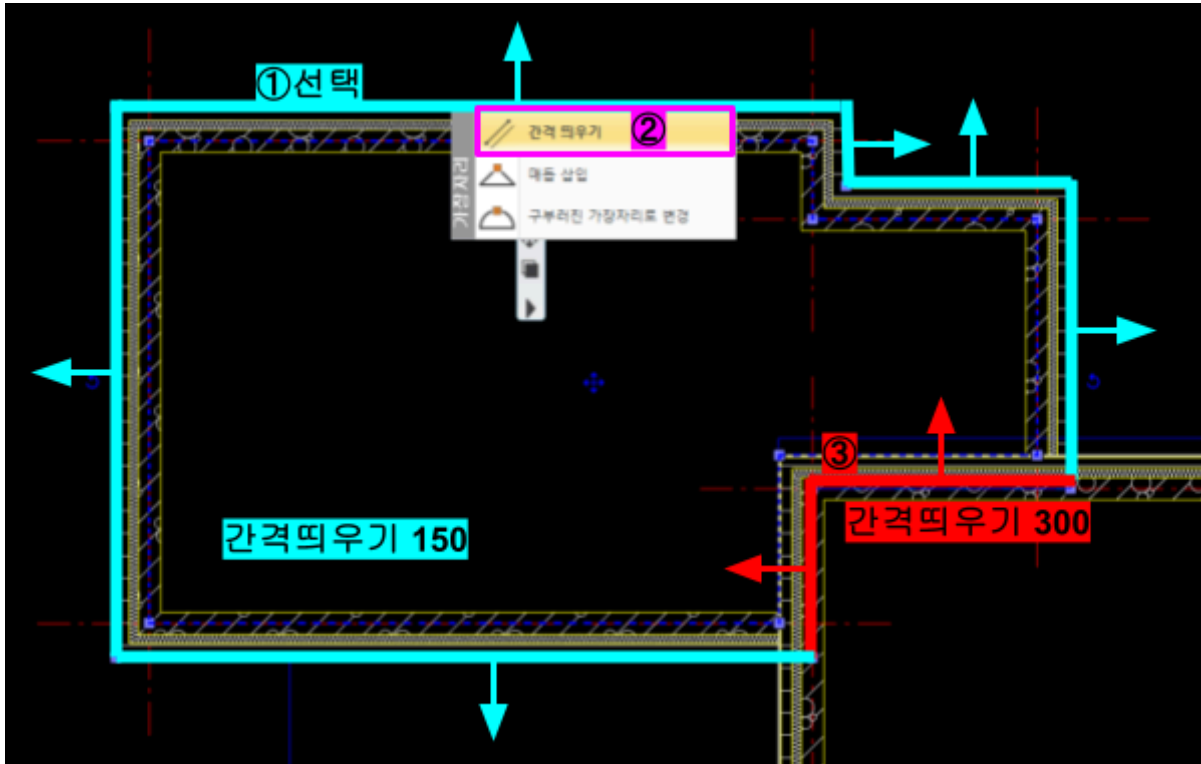 ①선택
간격 띄우기 ②
가장자리
매듭 삽입
구부러진 가장자리로 변경
③
간격띄우기 150
간격띄우기 300